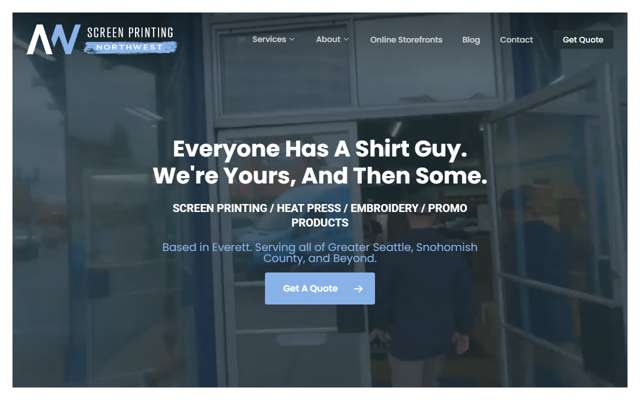 SCREEN PRINTING
NORTHWEST
Services
About
Online Storefronts
Blog
Contact
Get Quote
Everyone Has A Shirt Guy.
We're Yours, And Then Some.
SCREEN PRINTING / HEAT PRESS / EMBROIDERY / PROMO
PRODUCTS
Based in Everett. Serving all of Greater Seattle, Snohomish
County, and Beyond.
Get A Quote